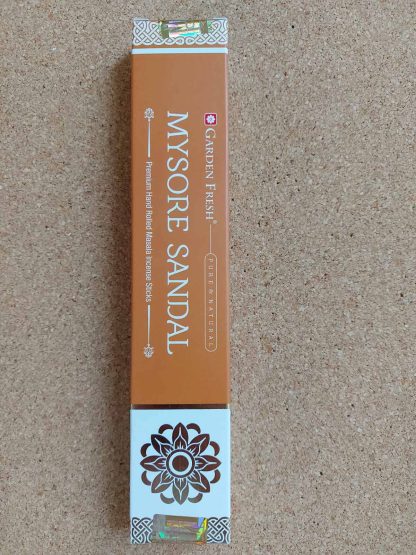 GARDEN FRESH®
PURE & NATURAL
MYSORE SANDAL
Premium Hand Rolled Masala Incense Sticks